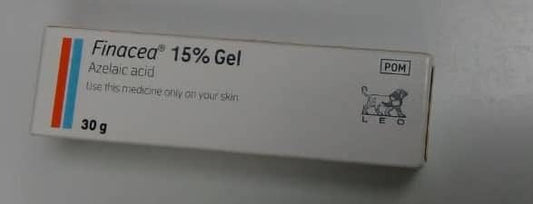 Finacea® 15% Gel
Azelaic acid
Use this medicine only on your skin
30 g
POM
LEO